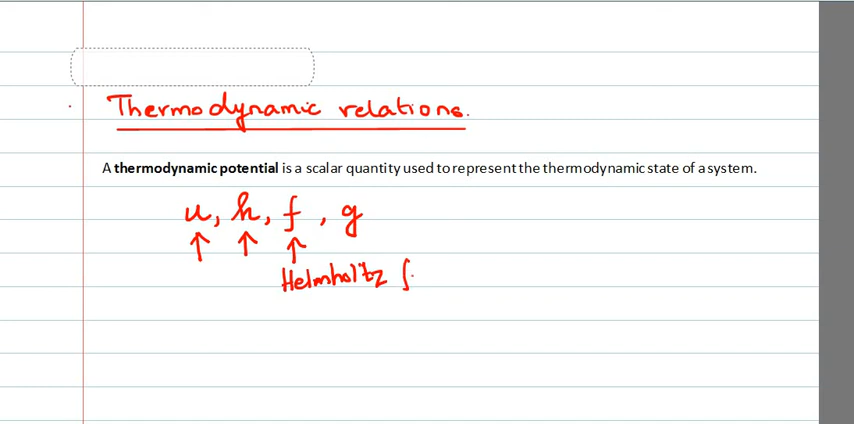 Thermodynamic relations.
A thermodynamic potential is a scalar quantity used to represent the thermodynamic state of a system.
u, h, f, g
Helmholtz